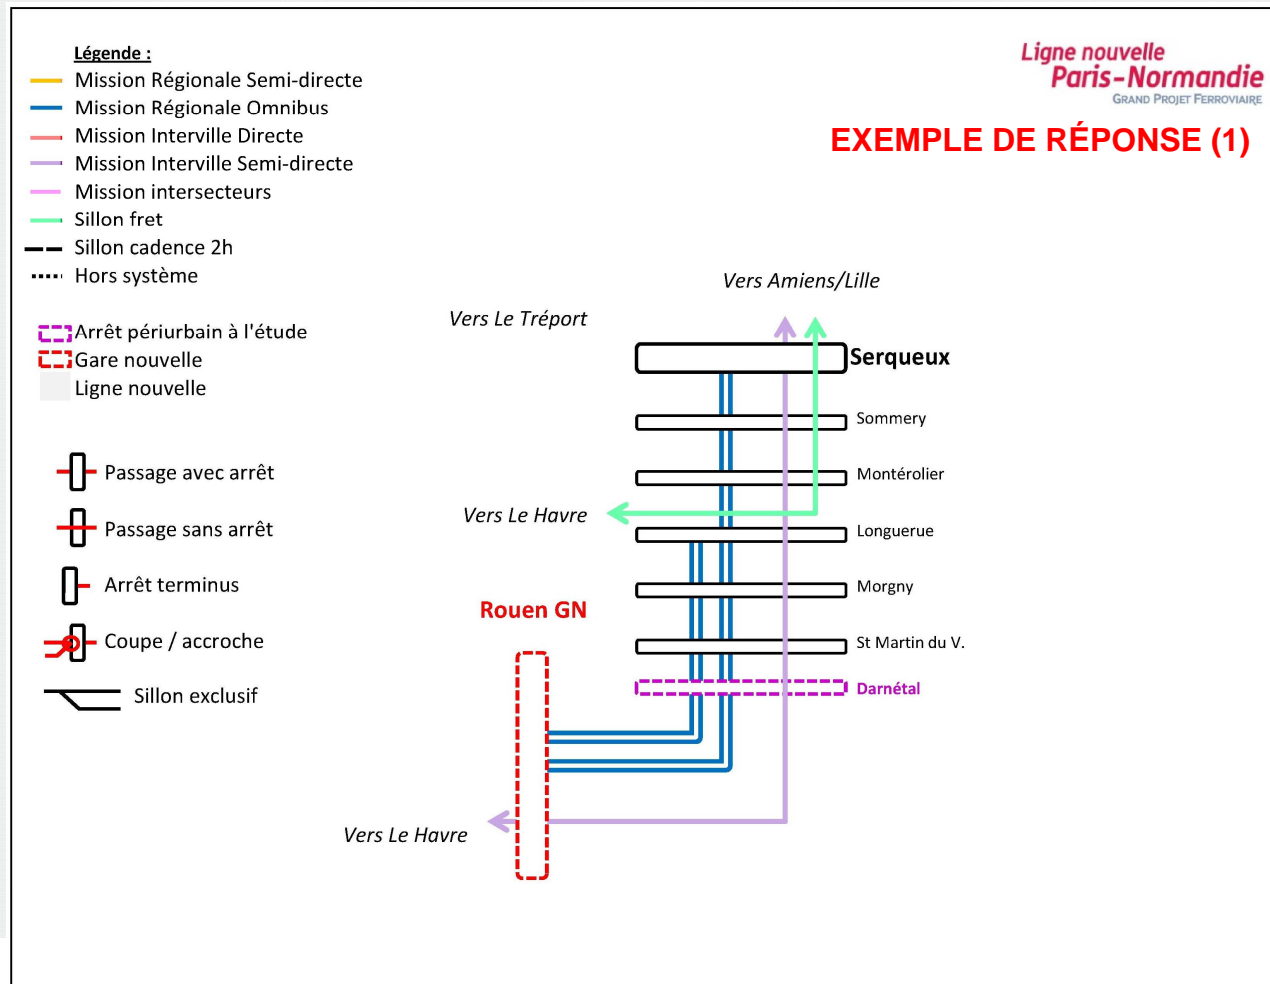 Légende :
Mission Régionale Semi-directe
Mission Régionale Omnibus
Mission Interville Directe
Mission Interville Semi-directe
Mission intersecteurs
Sillon fret
Sillon cadence 2h
Hors système
Arrêt périurbain à l'étude
Gare nouvelle
Ligne nouvelle
Passage avec arrêt
Passage sans arrêt
Arrêt terminus
Coupe / accroche
Sillon exclusif
Ligne nouvelle
Paris-Normandie
GRAND PROJET FERROVIAIRE
EXEMPLE DE RÉPONSE (1)
Vers Amiens/Lille
Vers Le Tréport
Serqueux
Sommery
Montérolier
Vers Le Havre
Longuerue
Morgny
Rouen GN
St Martin du V.
Darnétal
Vers Le Havre